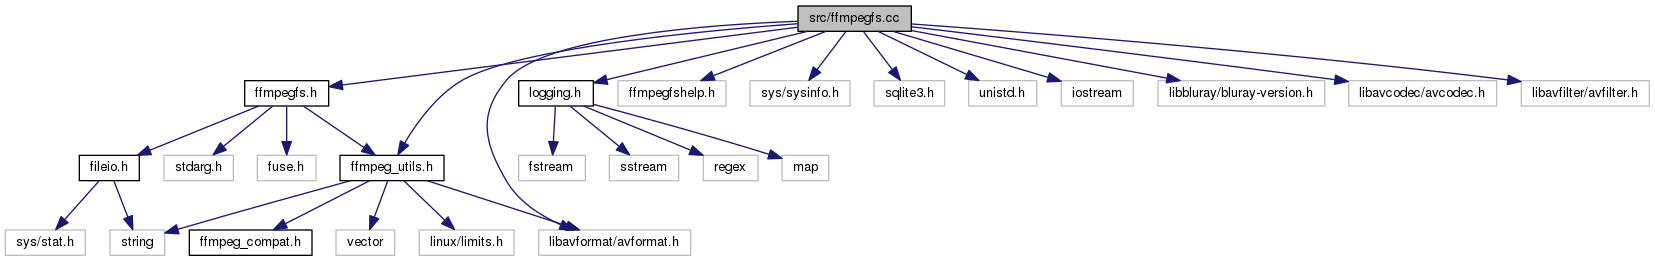 src/ffmpegfs.cc
ffmpegfs.h
logging.h
ffmpegfshelp.h
sys/sysinfo.h
sqlite3.h
unistd.h
iostream
libbluray/bluray-version.h
libavcodec/avcodec.h
libavfilter/avfilter.h
fileio.h
stdarg.h
fuse.h
ffmpeg_utils.h
fstream
sstream
regex
map
sys/stat.h
string
ffmpeg_compat.h
vector
linux/limits.h
libavformat/avformat.h